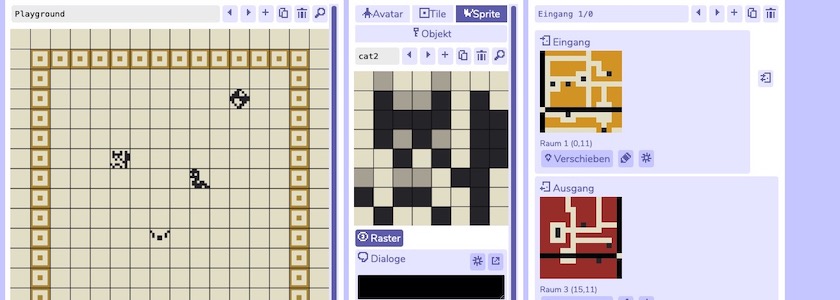 Playground
Avatar
Tile
Sprite
Objekt
cat2
Raster
Dialoge
Eingang 1/0
Eingang
Raum 1 (0,11)
Verschieben
Ausgang
Raum 3 (15,11)